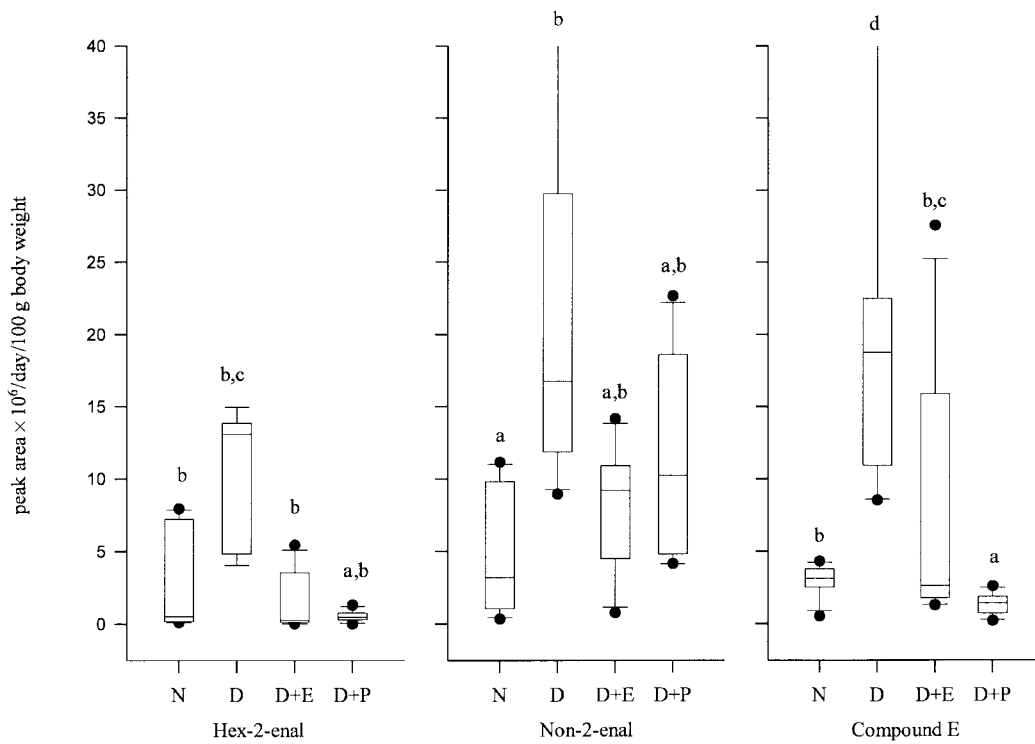 peak area × 10⁶/day/100 g body weight
40
35
30
25
20
15
10
5
0
b
b,c
b
a,b
N D D+E D+P
Hex-2-enal
a
b
a,b
a,b
N D D+E D+P
Non-2-enal
b
d
b,c
a
N D D+E D+P
Compound E